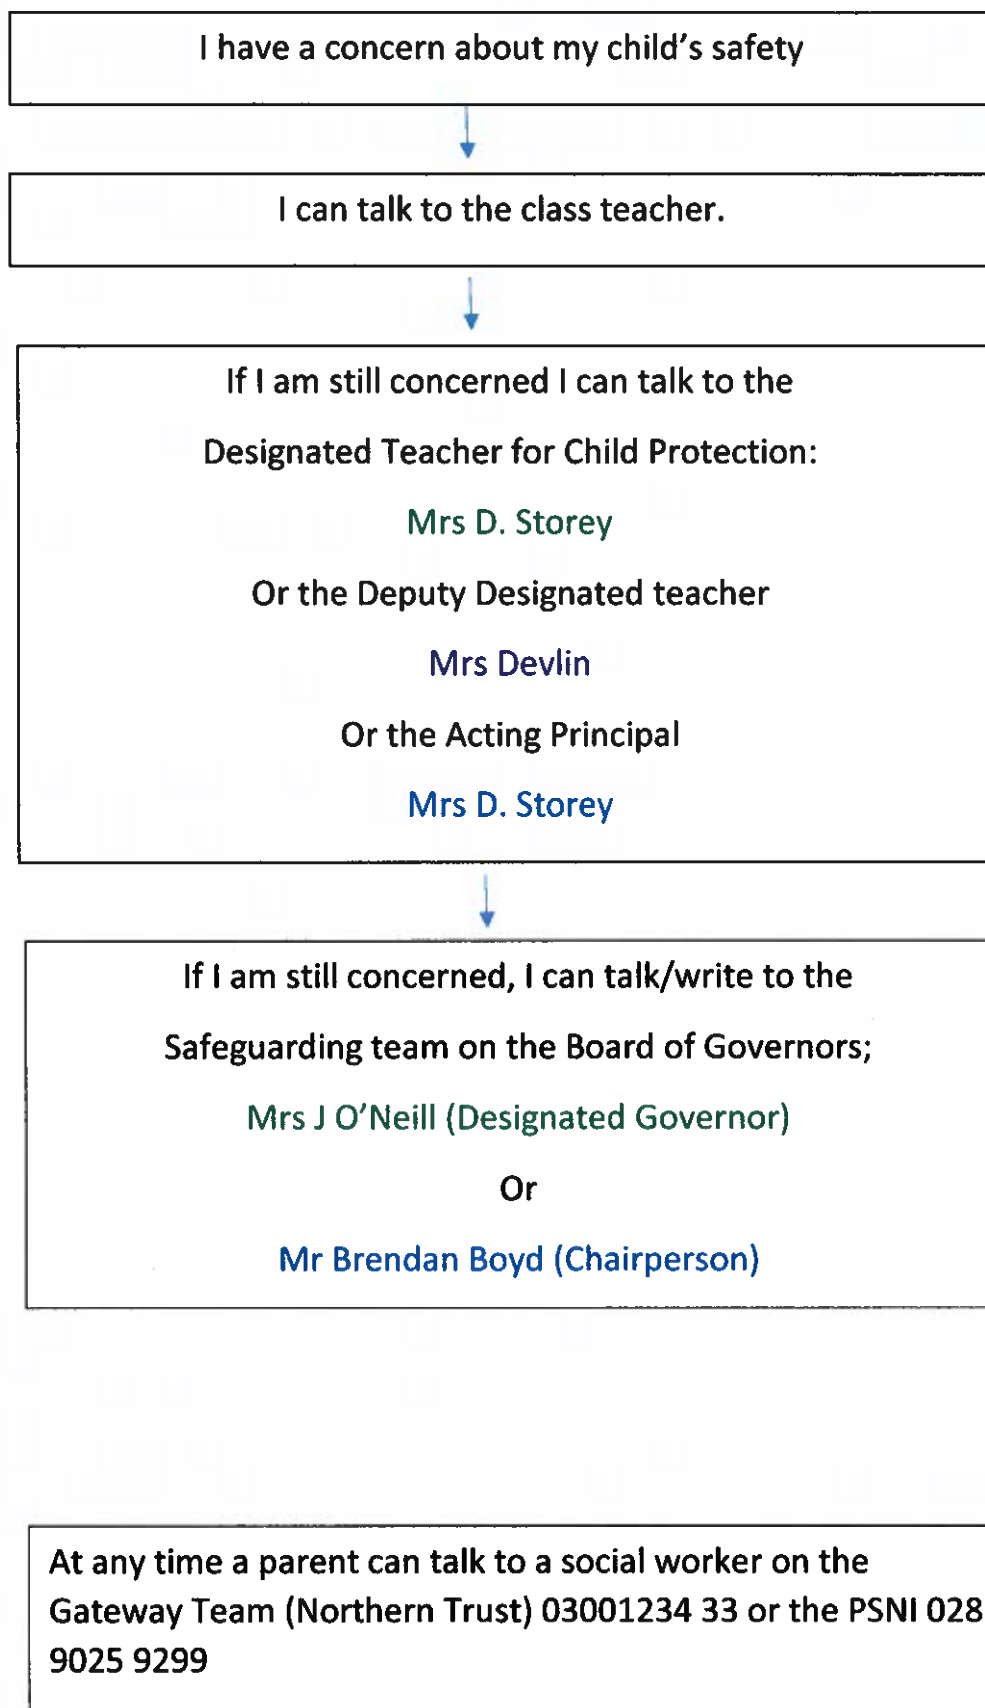 I have a concern about my child's safety
I can talk to the class teacher.
If I am still concerned I can talk to the
Designated Teacher for Child Protection:
Mrs D. Storey
Or the Deputy Designated teacher
Mrs Devlin
Or the Acting Principal
Mrs D. Storey
If I am still concerned, I can talk/write to the
Safeguarding team on the Board of Governors;
Mrs J O'Neill (Designated Governor)
Or
Mr Brendan Boyd (Chairperson)
At any time a parent can talk to a social worker on the
Gateway Team (Northern Trust) 03001234 33 or the PSNI 028
9025 9299